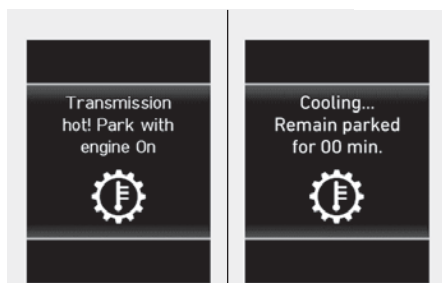 Transmission
hot! Park with
engine On
Cooling...
Remain parked
for 00 min.